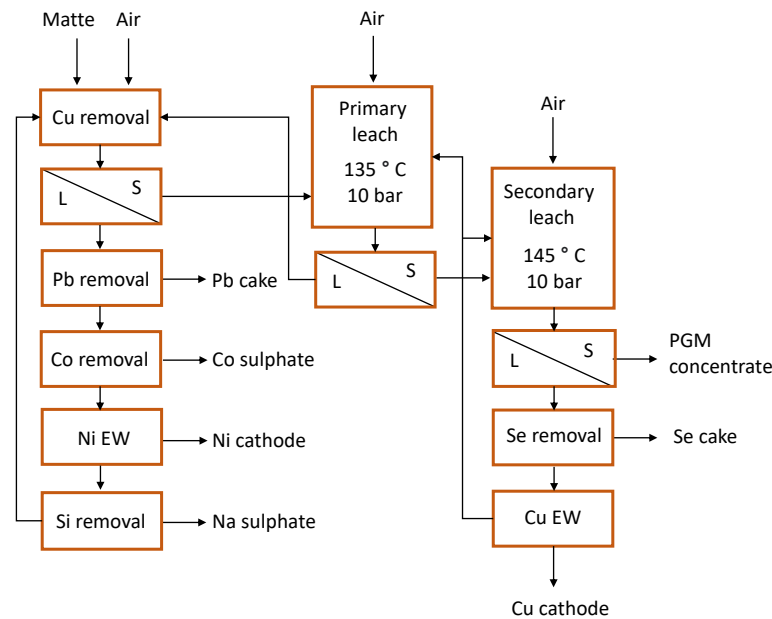 Matte
Air
Cu removal
L
S
Pb removal
Pb cake
Co removal
Co sulphate
Ni EW
Ni cathode
Si removal
Na sulphate
Air
Primary
leach
135 ° C
10 bar
L
S
Air
Secondary
leach
145 ° C
10 bar
L
S
PGM
concentrate
Se removal
Se cake
Cu EW
Cu cathode